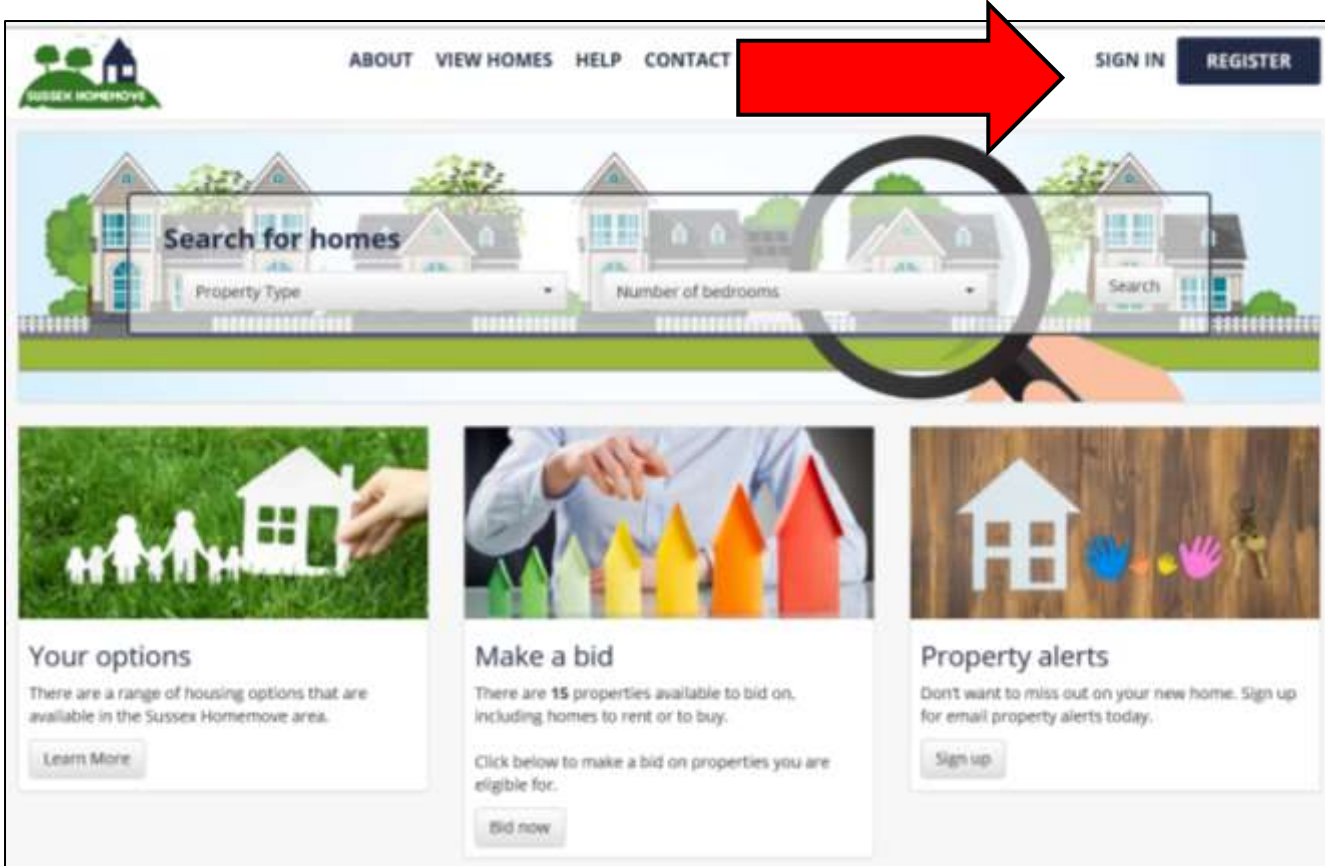 SUSSEX HOMEMOVE
ABOUT VIEW HOMES HELP CONTACT
SIGN IN REGISTER
Search for homes
Property Type Number of bedrooms Search
Your options
There are a range of housing options that are
available in the Sussex Homemove area.
Learn More
Make a bid
There are 15 properties available to bid on,
including homes to rent or to buy.
Click below to make a bid on properties you are
eligible for.
Bid now
Property alerts
Don't want to miss out on your new home. Sign up
for email property alerts today.
Sign up